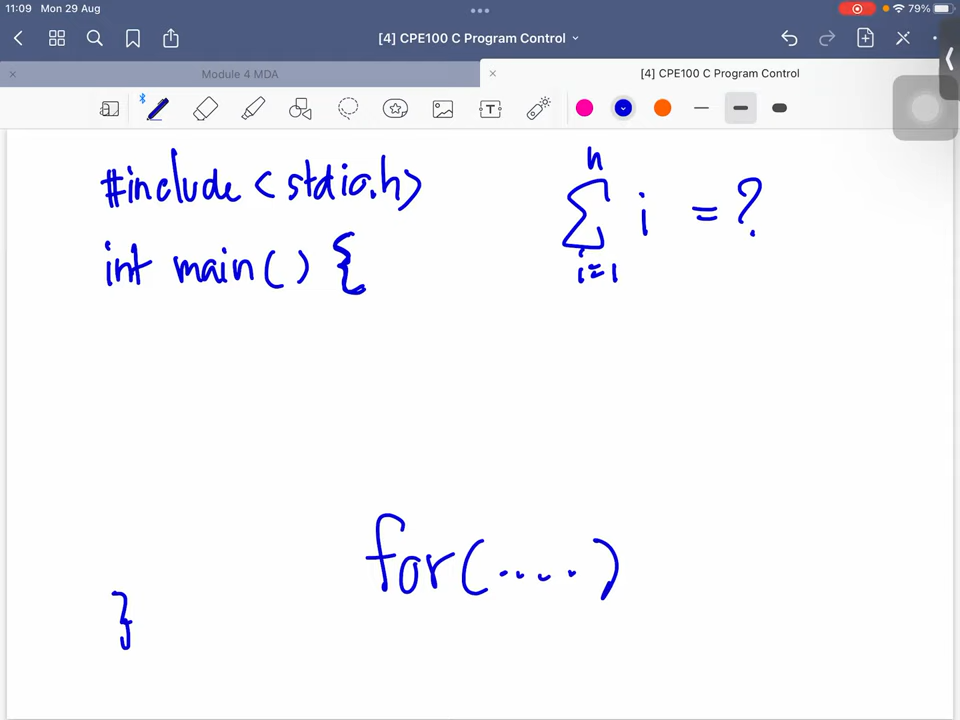 11:09 Mon 29 Aug
79%
[4] CPE100 C Program Control
Module 4 MDA
[4] CPE100 C Program Control
#include <stdio.h>
n
∑ i = ?
i=1
int main() {
for(....)
}